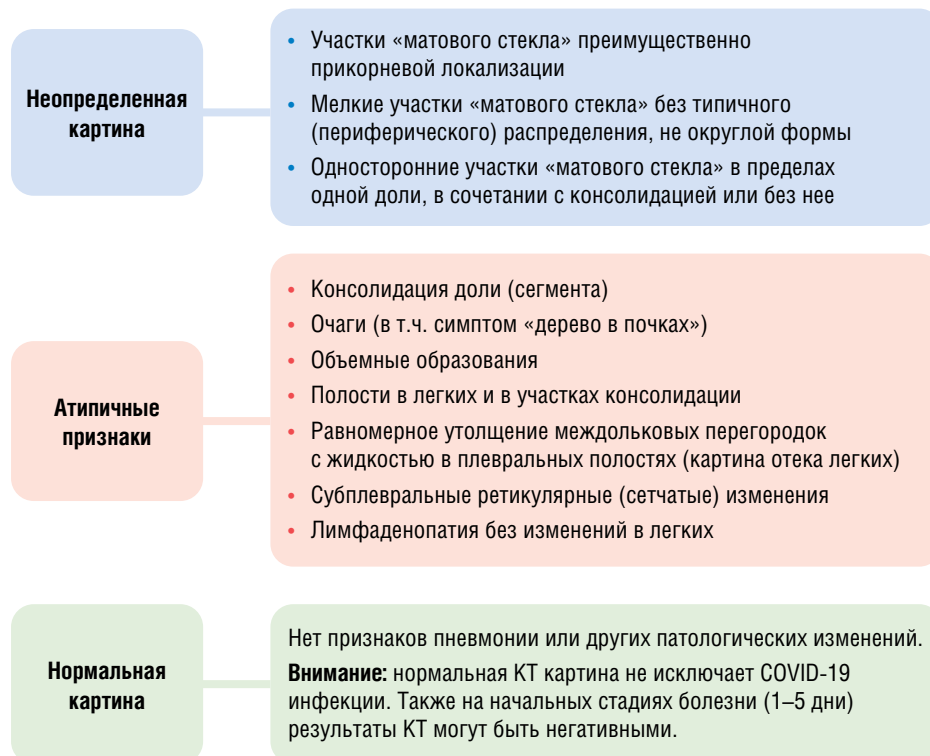 Неопределенная
картина
• Участки «матового стекла» преимущественно
прикорневой локализации
• Мелкие участки «матового стекла» без типичного
(периферического) распределения, не округлой формы
• Односторонние участки «матового стекла» в пределах
одной доли, в сочетании с консолидацией или без нее
Атипичные
признаки
• Консолидация доли (сегмента)
• Очаги (в т.ч. симптом «дерево в почках»)
• Объемные образования
• Полости в легких и в участках консолидации
• Равномерное утолщение междольковых перегородок
с жидкостью в плевральных полостях (картина отека легких)
• Субплевральные ретикулярные (сетчатые) изменения
• Лимфаденопатия без изменений в легких
Нормальная
картина
Нет признаков пневмонии или других патологических изменений.
Внимание: нормальная КТ картина не исключает COVID-19
инфекции. Также на начальных стадиях болезни (1–5 дни)
результаты КТ могут быть негативными.